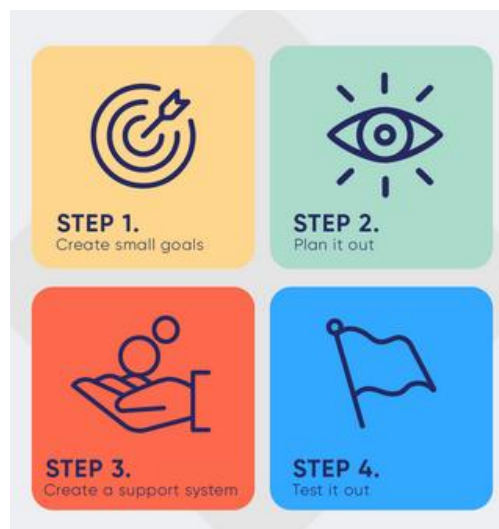 STEP 1.
Create small goals
STEP 2.
Plan it out
STEP 3.
Create a support system
STEP 4.
Test it out